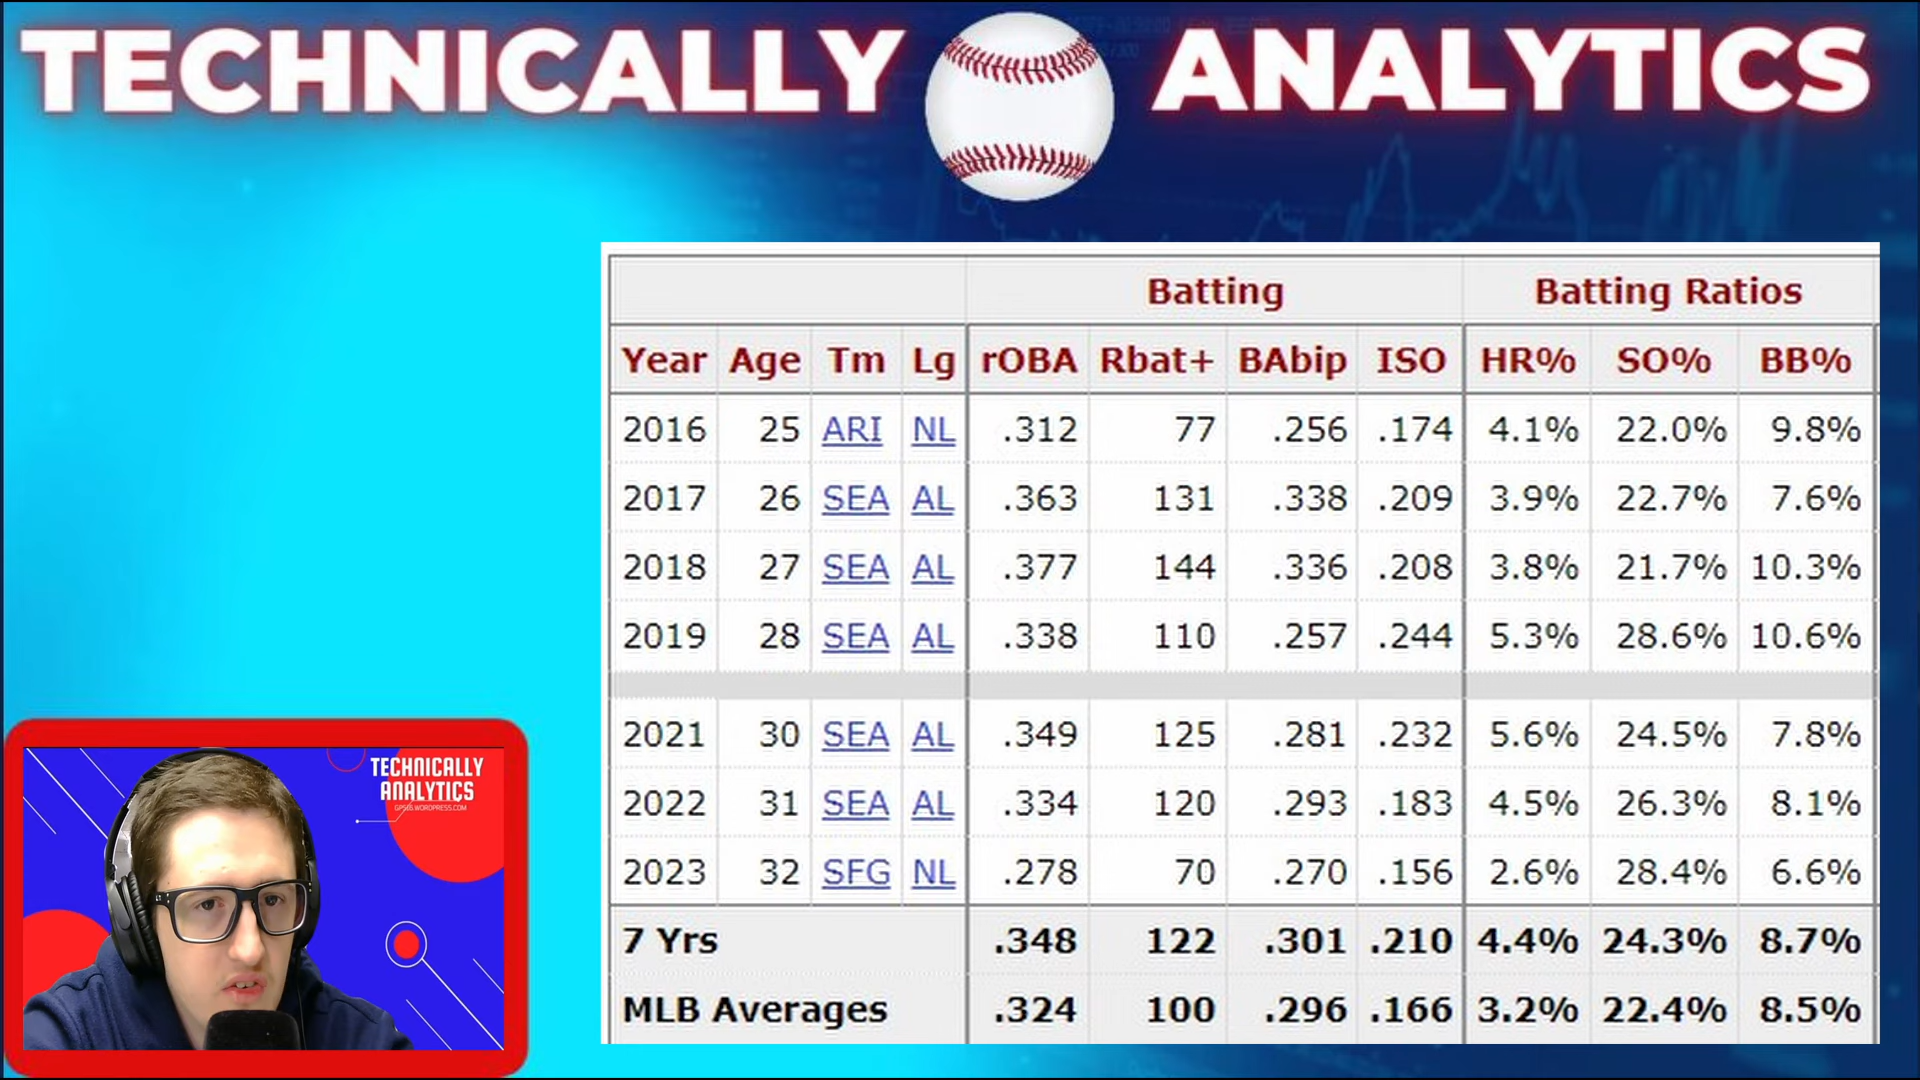 TECHNICALLY ANALYTICS
Batting Batting Ratios
Year Age Tm Lg rOBA Rbat+ BAbip ISO HR% SO% BB%
2016 25 ARI NL .312 77 .256 .174 4.1% 22.0% 9.8%
2017 26 SEA AL .363 131 .338 .209 3.9% 22.7% 7.6%
2018 27 SEA AL .377 144 .336 .208 3.8% 21.7% 10.3%
2019 28 SEA AL .338 110 .257 .244 5.3% 28.6% 10.6%
2021 30 SEA AL .349 125 .281 .232 5.6% 24.5% 7.8%
2022 31 SEA AL .334 120 .293 .183 4.5% 26.3% 8.1%
2023 32 SFG NL .278 70 .270 .156 2.6% 28.4% 6.6%
7 Yrs .348 122 .301 .210 4.4% 24.3% 8.7%
MLB Averages .324 100 .296 .166 3.2% 22.4% 8.5%
TECHNICALLY
ANALYTICS